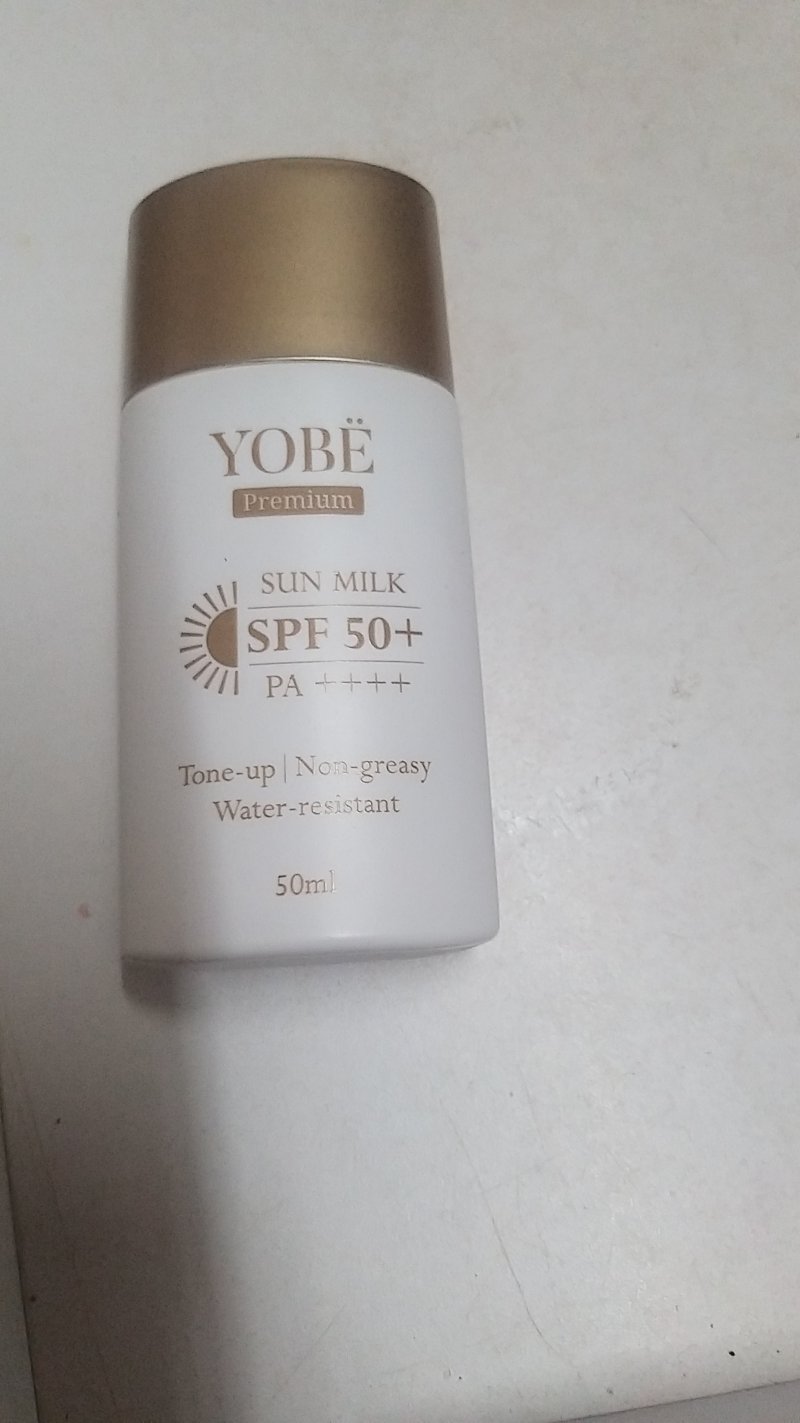 YOBË
Premium
SUN MILK
SPF 50+
PA ++++
Tone-up | Non-greasy
Water-resistant
50ml